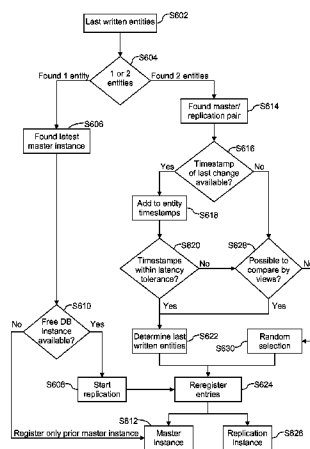 S602
Last written entities
S604
Found 1 entity
1 or 2
entities
Found 2 entities
S606
Found latest
master instance
S614
Found master/
replication pair
S616
Yes
Timestamp
of last change
available?
No
Add to entity
timestamps
S618
S620
Timestamps
within latency
tolerance?
No
S628
Possible to
compare by
views?
No
Yes
Yes
S610
No
Free DB
instance
available?
Yes
Determine last
written entities
S622
Random
selection
S630
S608
Start
replication
Reregister
entries
S624
S612
Register only prior master instance
Master
Instance
Replication
Instance
S626